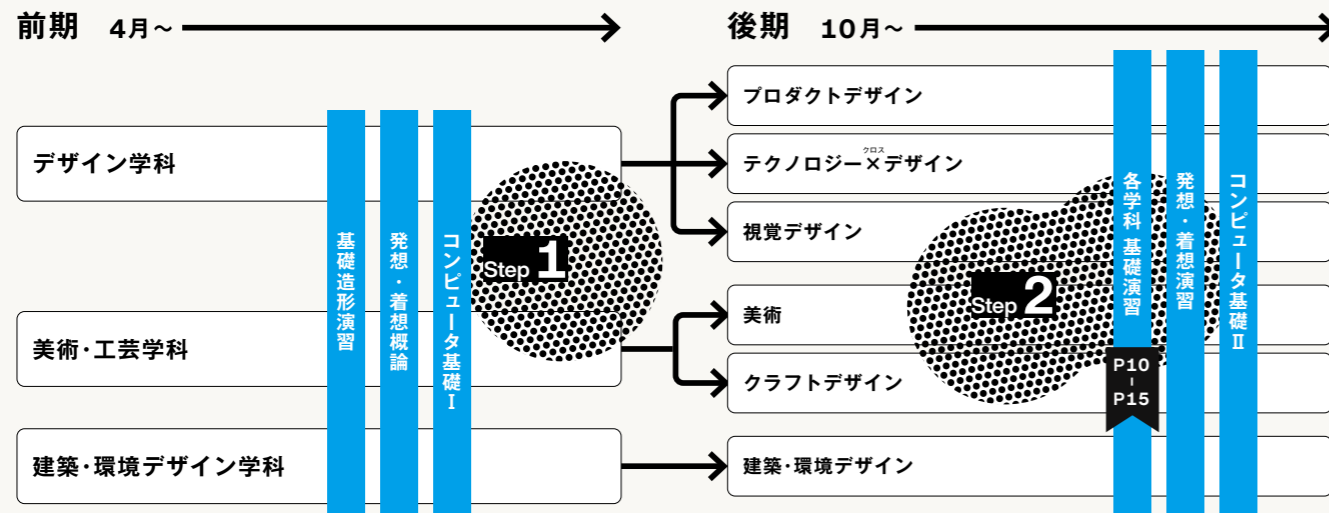 前期 4月～
後期 10月～
デザイン学科
美術・工芸学科
建築・環境デザイン学科
基礎造形演習
発想・着想概論
コンピュータ基礎Ⅰ
Step 1
プロダクトデザイン
クロス
テクノロジー×デザイン
視覚デザイン
美術
クラフトデザイン
建築・環境デザイン
Step 2
各学科 基礎演習
発想・着想演習
コンピュータ基礎Ⅱ
P10
-
P15